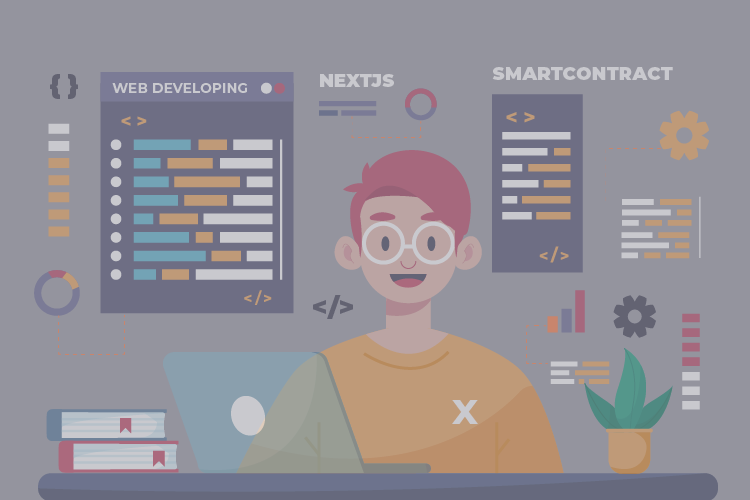 SMARTCONTRACT
NEXTJS
{ }
WEB DEVELOPING
< >
< >
</>
</>
</>
X